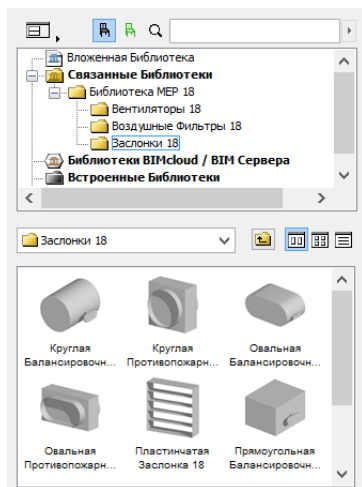 Вложенная Библиотека
Связанные Библиотеки
Библиотека MEP 18
Вентиляторы 18
Воздушные Фильтры 18
Заслонки 18
Библиотеки BIMcloud / BIM Сервера
Встроенные Библиотеки
Заслонки 18
Круглая
Балансировочн...
Круглая
Противопожарн...
Овальная
Балансировочн...
Овальная
Противопожарн...
Пластинчатая
Заслонка 18
Прямоугольная
Балансировочн...